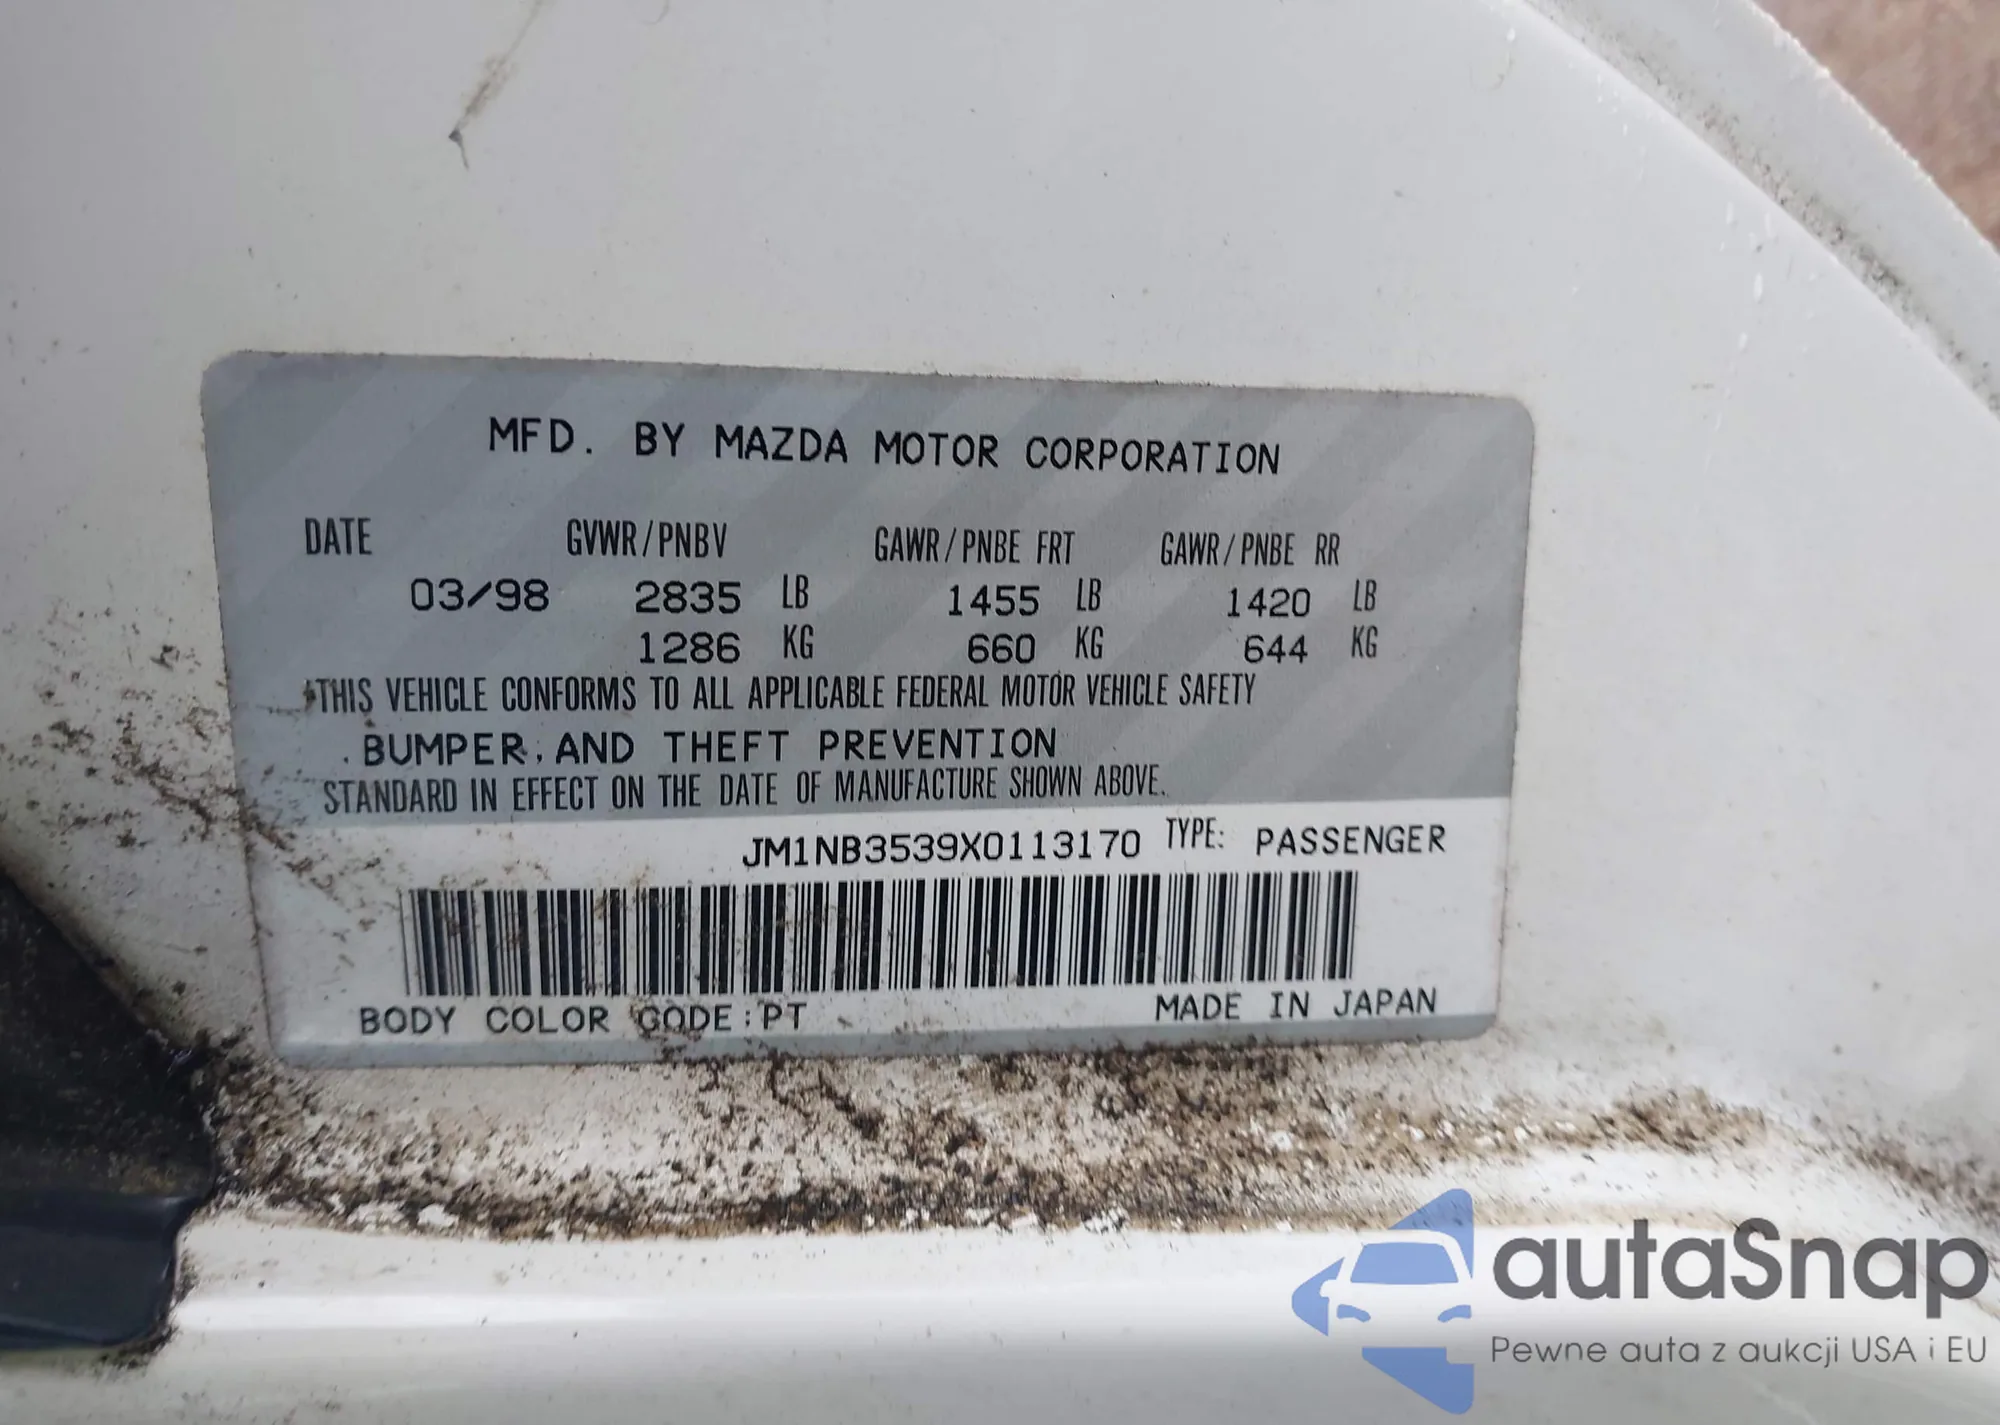 MFD. BY MAZDA MOTOR CORPORATION
DATE GVWR/PNBV GAWR/PNBE FRT GAWR/PNBE RR
03/98 2835 LB 1455 LB 1420 LB
1286 KG 660 KG 644 KG
THIS VEHICLE CONFORMS TO ALL APPLICABLE FEDERAL MOTOR VEHICLE SAFETY
BUMPER, AND THEFT PREVENTION
STANDARD IN EFFECT ON THE DATE OF MANUFACTURE SHOWN ABOVE.
JM1NB3539X0113170 TYPE: PASSENGER
BODY COLOR CODE:PT MADE IN JAPAN
autaSnap
Pewne auta z aukcji USA i EU